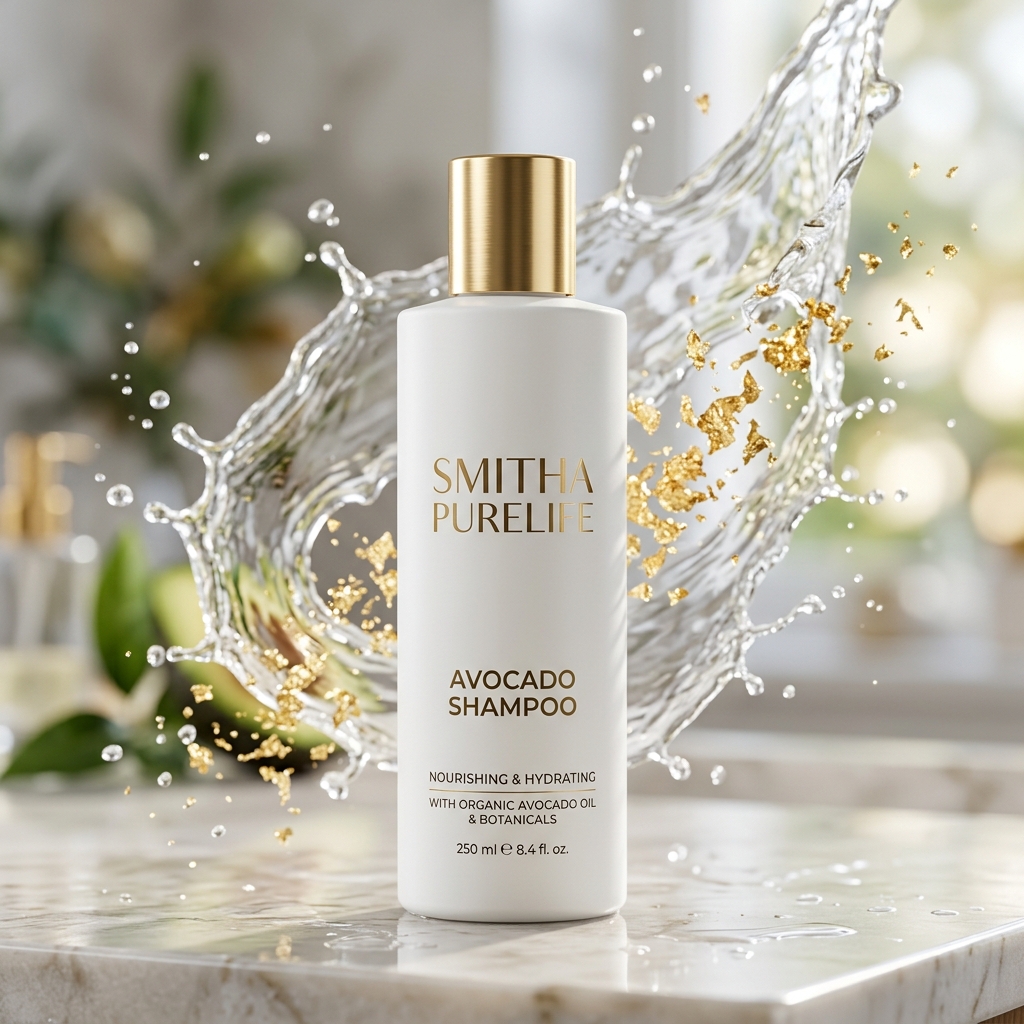 SMITHA
PURELIFE
AVOCADO
SHAMPOO
NOURISHING & HYDRATING
WITH ORGANIC AVOCADO OIL
& BOTANICALS
250 ml ℮ 8.4 fl. oz.